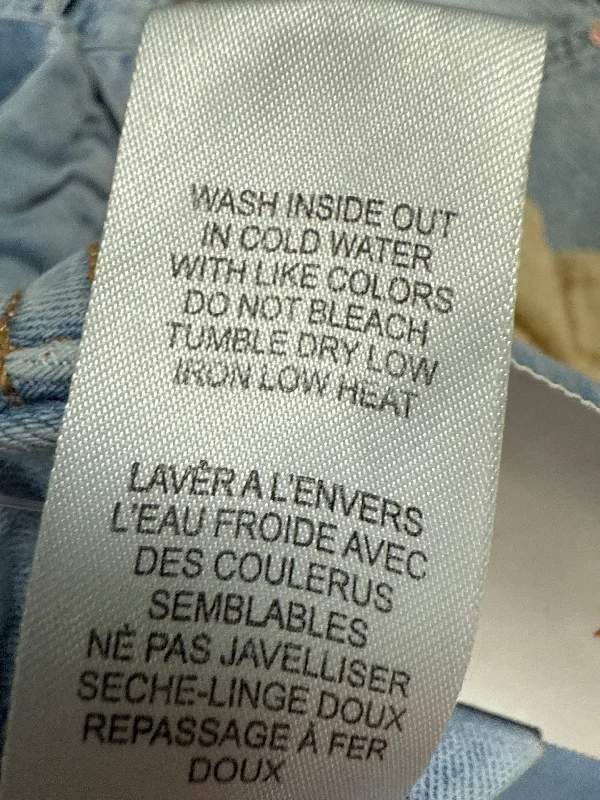 WASH INSIDE OUT
IN COLD WATER
WITH LIKE COLORS
DO NOT BLEACH
TUMBLE DRY LOW
IRON LOW HEAT
LAVÉR A L'ENVERS
L'EAU FROIDE AVEC
DES COULERUS
SEMBLABLES
NÈ PAS JAVELLISER
SECHE-LINGE DOUX
REPASSAGE À FER
DOUX